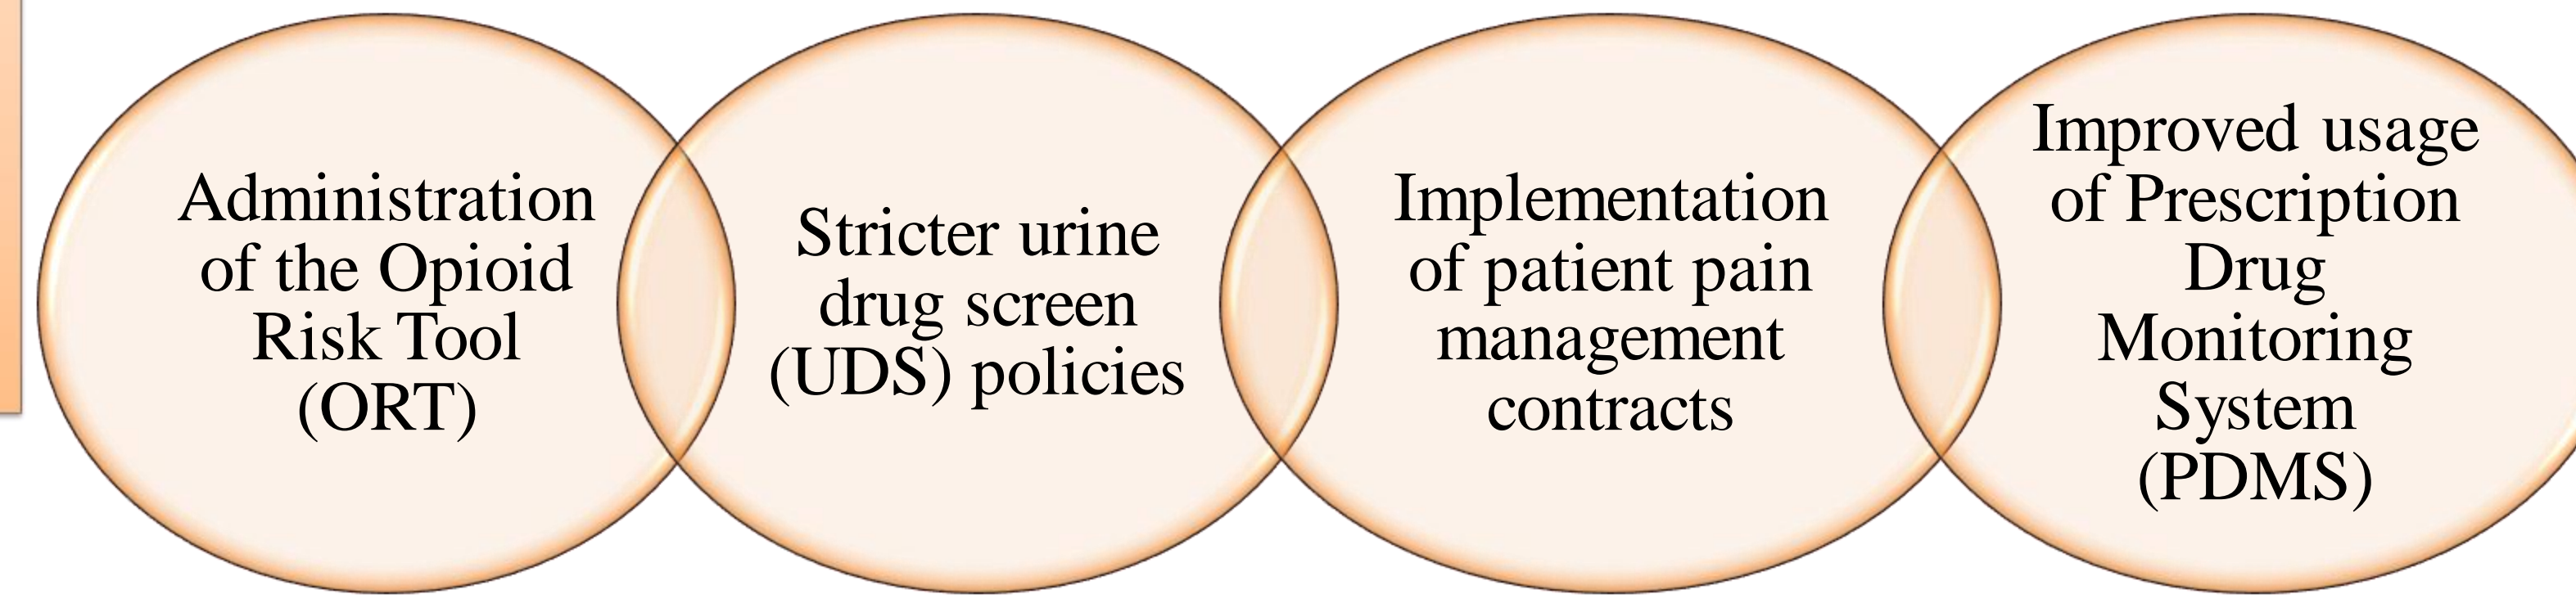 Administration
of the Opioid
Risk Tool
(ORT)
Stricter urine
drug screen
(UDS) policies
Implementation
of patient pain
management
contracts
Improved usage
of Prescription
Drug
Monitoring
System
(PDMS)